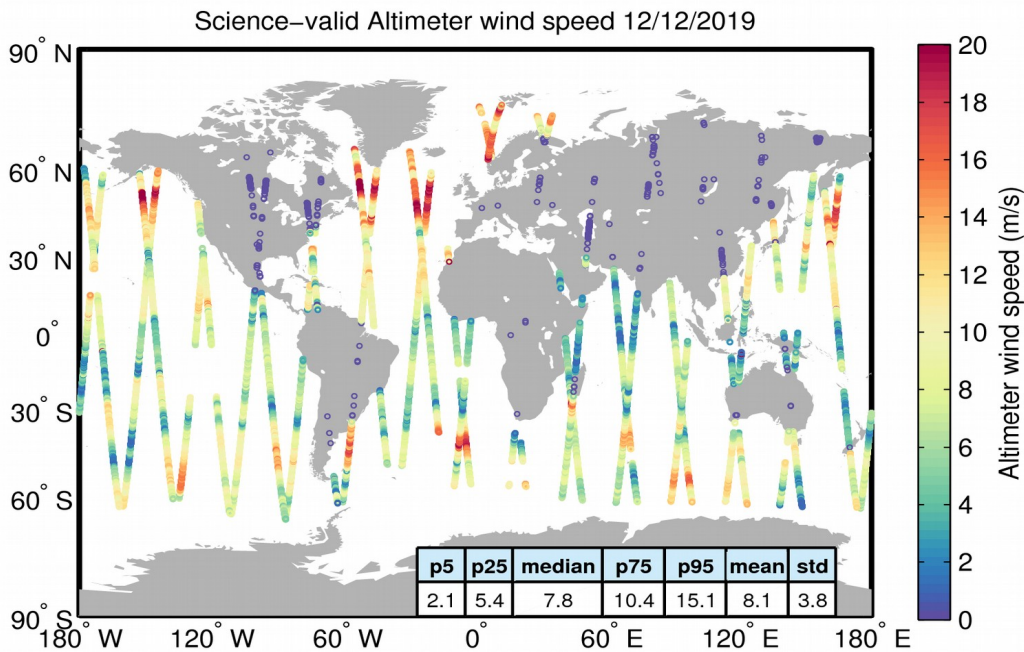 Science−valid Altimeter wind speed 12/12/2019
90° N
60° N
30° N
0°
30° S
60° S
90° S
180° W
120° W
60° W
0°
60° E
120° E
180° E
20
18
16
14
12
10
8
6
4
2
0
Altimeter wind speed (m/s)
p5 p25 median p75 p95 mean std
2.1 5.4 7.8 10.4 15.1 8.1 3.8